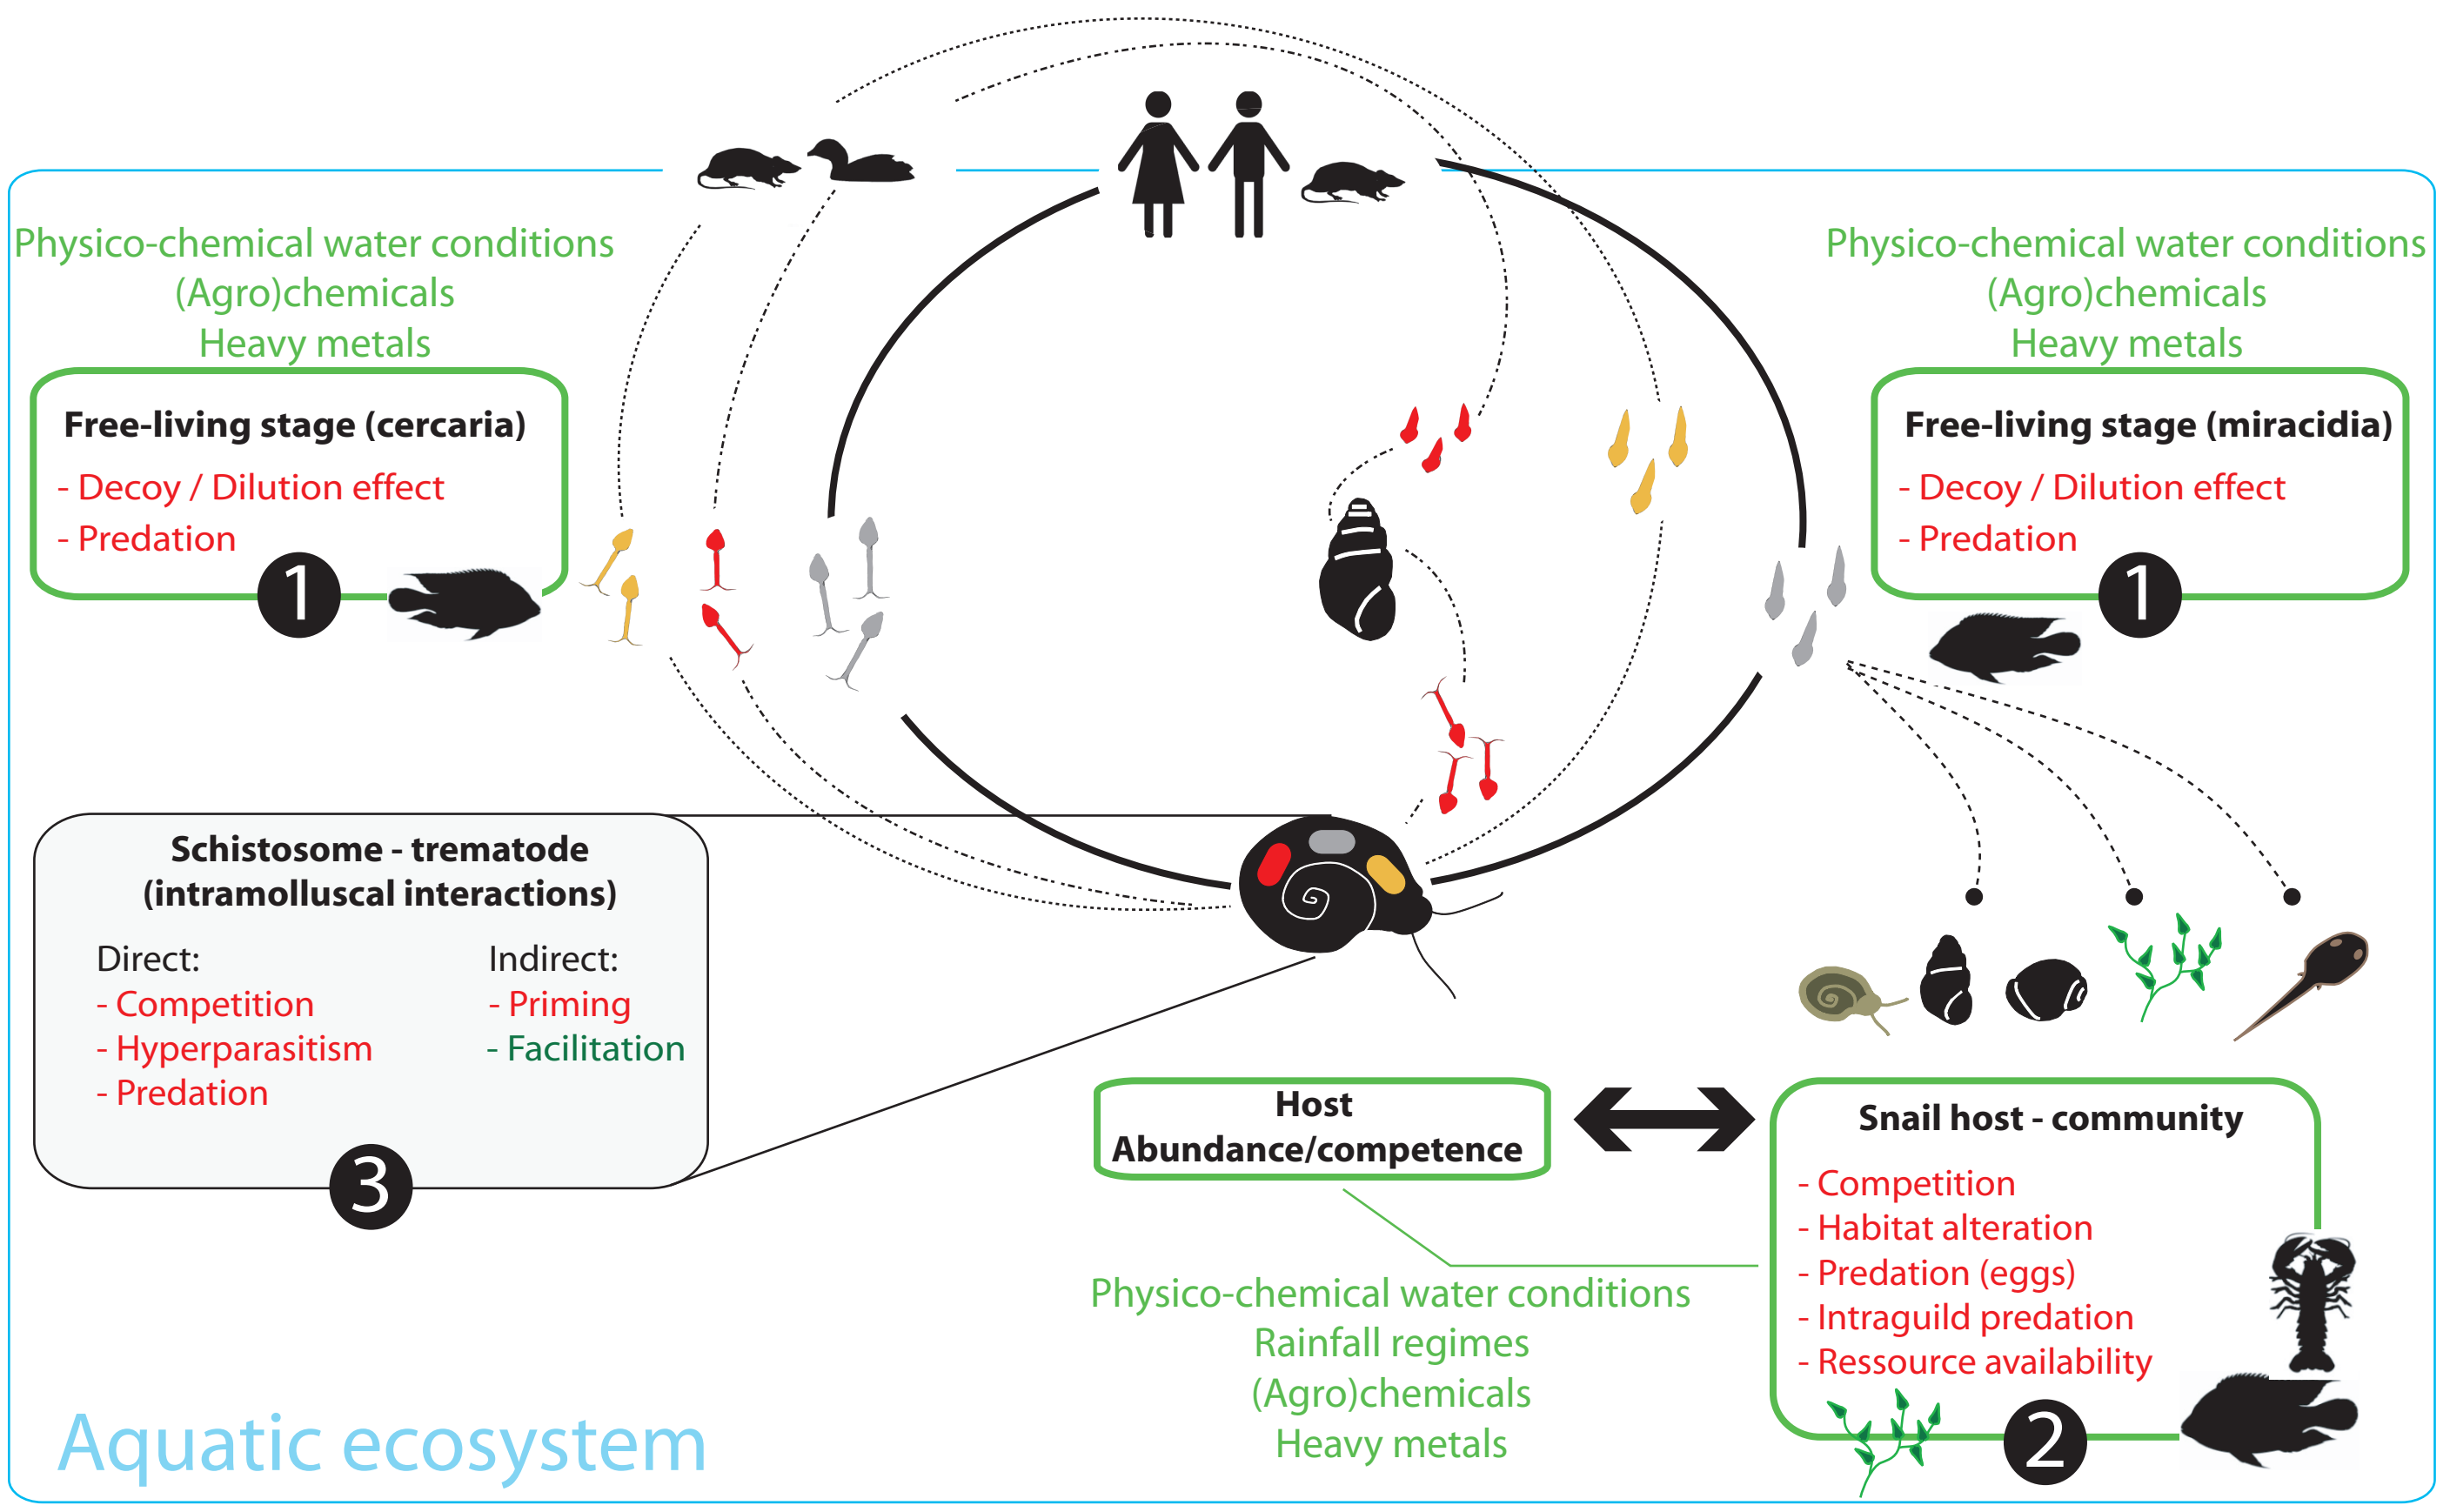 Physico-chemical water conditions
(Agro)chemicals
Heavy metals
Free-living stage (cercaria)
- Decoy / Dilution effect
- Predation
1
Physico-chemical water conditions
(Agro)chemicals
Heavy metals
Free-living stage (miracidia)
- Decoy / Dilution effect
- Predation
1
Schistosome - trematode
(intramolluscal interactions)
Direct:
- Competition
- Hyperparasitism
- Predation
Indirect:
- Priming
- Facilitation
3
Host
Abundance/competence
Physico-chemical water conditions
Rainfall regimes
(Agro)chemicals
Heavy metals
Snail host - community
- Competition
- Habitat alteration
- Predation (eggs)
- Intraguild predation
- Ressource availability
2
Aquatic ecosystem